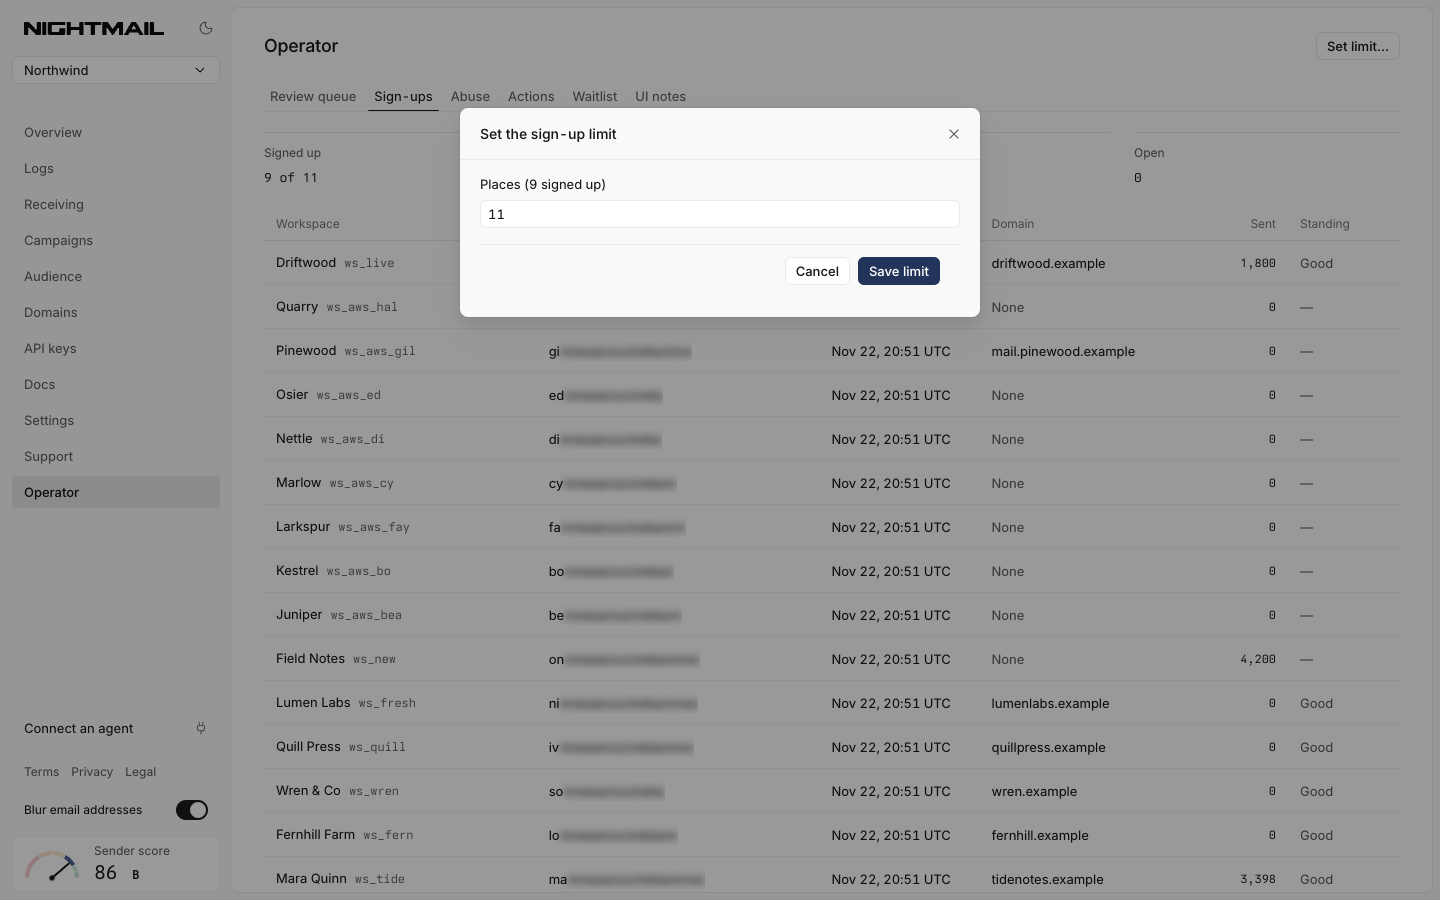 NIGHTMAIL
Northwind
Overview
Logs
Receiving
Campaigns
Audience
Domains
API keys
Docs
Settings
Support
Operator
Connect an agent
Terms Privacy Legal
Blur email addresses
Sender score
86 B
Operator
Set limit...
Review queue Sign-ups Abuse Actions Waitlist UI notes
Set the sign-up limit
Places (9 signed up)
11
Cancel Save limit
Signed up Open
9 of 11 0
Workspace Domain Sent Standing
Driftwood ws_live driftwood.example 1,800 Good
Quarry ws_aws_hal None 0 —
Pinewood ws_aws_gil gi Nov 22, 20:51 UTC mail.pinewood.example 0 —
Osier ws_aws_ed ed Nov 22, 20:51 UTC None 0 —
Nettle ws_aws_di di Nov 22, 20:51 UTC None 0 —
Marlow ws_aws_cy cy Nov 22, 20:51 UTC None 0 —
Larkspur ws_aws_fay fa Nov 22, 20:51 UTC None 0 —
Kestrel ws_aws_bo bo Nov 22, 20:51 UTC None 0 —
Juniper ws_aws_bea be Nov 22, 20:51 UTC None 0 —
Field Notes ws_new on Nov 22, 20:51 UTC None 4,200 —
Lumen Labs ws_fresh ni Nov 22, 20:51 UTC lumenlabs.example 0 Good
Quill Press ws_quill iv Nov 22, 20:51 UTC quillpress.example 0 Good
Wren & Co ws_wren so Nov 22, 20:51 UTC wren.example 0 Good
Fernhill Farm ws_fern lo Nov 22, 20:51 UTC fernhill.example 0 Good
Mara Quinn ws_tide ma Nov 22, 20:51 UTC tidenotes.example 3,398 Good